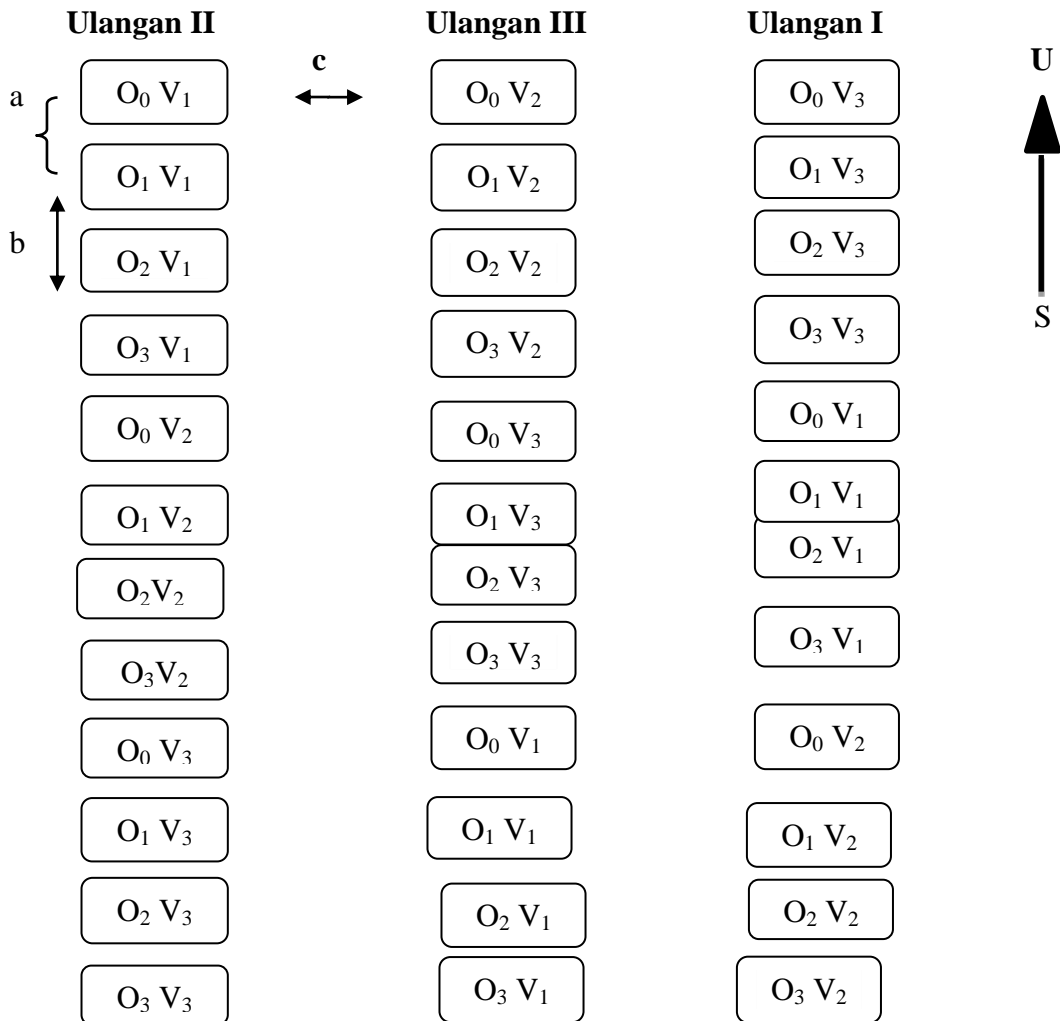 Ulangan II Ulangan III Ulangan I
c U
a O₀ V₁ O₀ V₂ O₀ V₃
O₁ V₁ O₁ V₂ O₁ V₃
b O₂ V₁ O₂ V₂ O₂ V₃
S
O₃ V₁ O₃ V₂ O₃ V₃
O₀ V₂ O₀ V₃ O₀ V₁
O₁ V₂ O₁ V₃ O₁ V₁
O₂V₂ O₂ V₃ O₂ V₁
O₃V₂ O₃ V₃ O₃ V₁
O₀ V₃ O₀ V₁ O₀ V₂
O₁ V₃ O₁ V₁ O₁ V₂
O₂ V₃ O₂ V₁ O₂ V₂
O₃ V₃ O₃ V₁ O₃ V₂